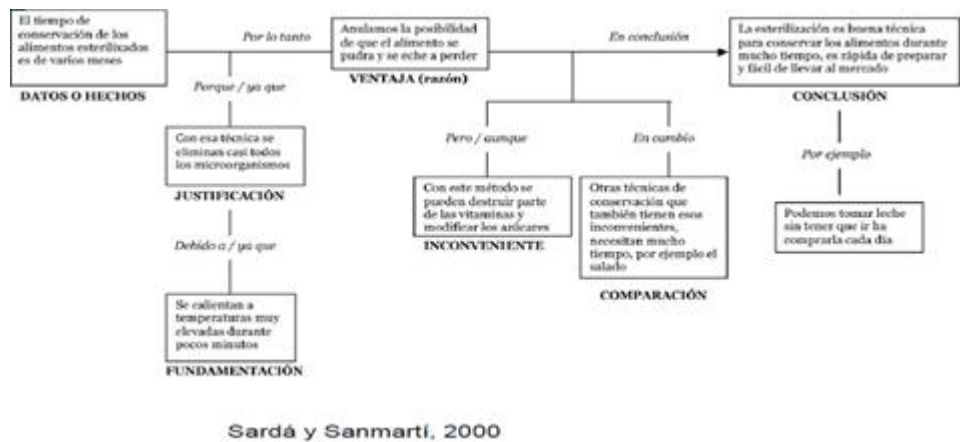 El tiempo de
conservación de los
alimentos esterilizados
es de varios meses
DATOS O HECHOS
Por lo tanto
Anulamos la posibilidad
de que el alimento se
pudra y se eche a perder
VENTAJA (razón)
En conclusión
La esterilización es buena técnica
para conservar los alimentos durante
mucho tiempo, es rápida de preparar
y fácil de llevar al mercado
CONCLUSIÓN
Porque / ya que
Con esa técnica se
eliminan casi todos
los microorganismos
JUSTIFICACIÓN
Pero / aunque
Con este método se
pueden destruir parte
de las vitaminas y
modificar los azúcares
INCONVENIENTE
En cambio
Otras técnicas de
conservación que
también tienen esos
inconvenientes,
necesitan mucho
tiempo, por ejemplo el
salado
COMPARACIÓN
Por ejemplo
Podemos tomar leche
sin tener que ir ha
comprarla cada día
Debido a / ya que
Se calientan a
temperaturas muy
elevadas durante
pocos minutos
FUNDAMENTACIÓN
Sardá y Sanmartí, 2000